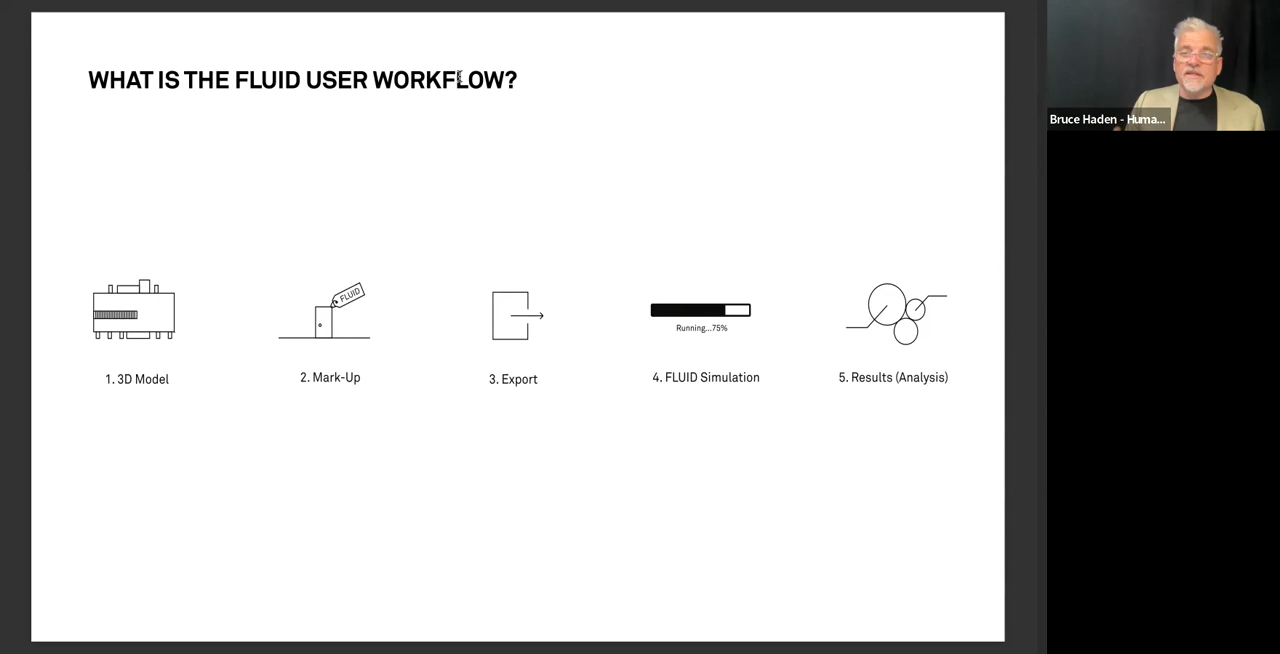 WHAT IS THE FLUID USER WORKFLOW?
FLUID
Running...75%
1. 3D Model
2. Mark-Up
3. Export
4. FLUID Simulation
5. Results (Analysis)
Bruce Haden - Huma...